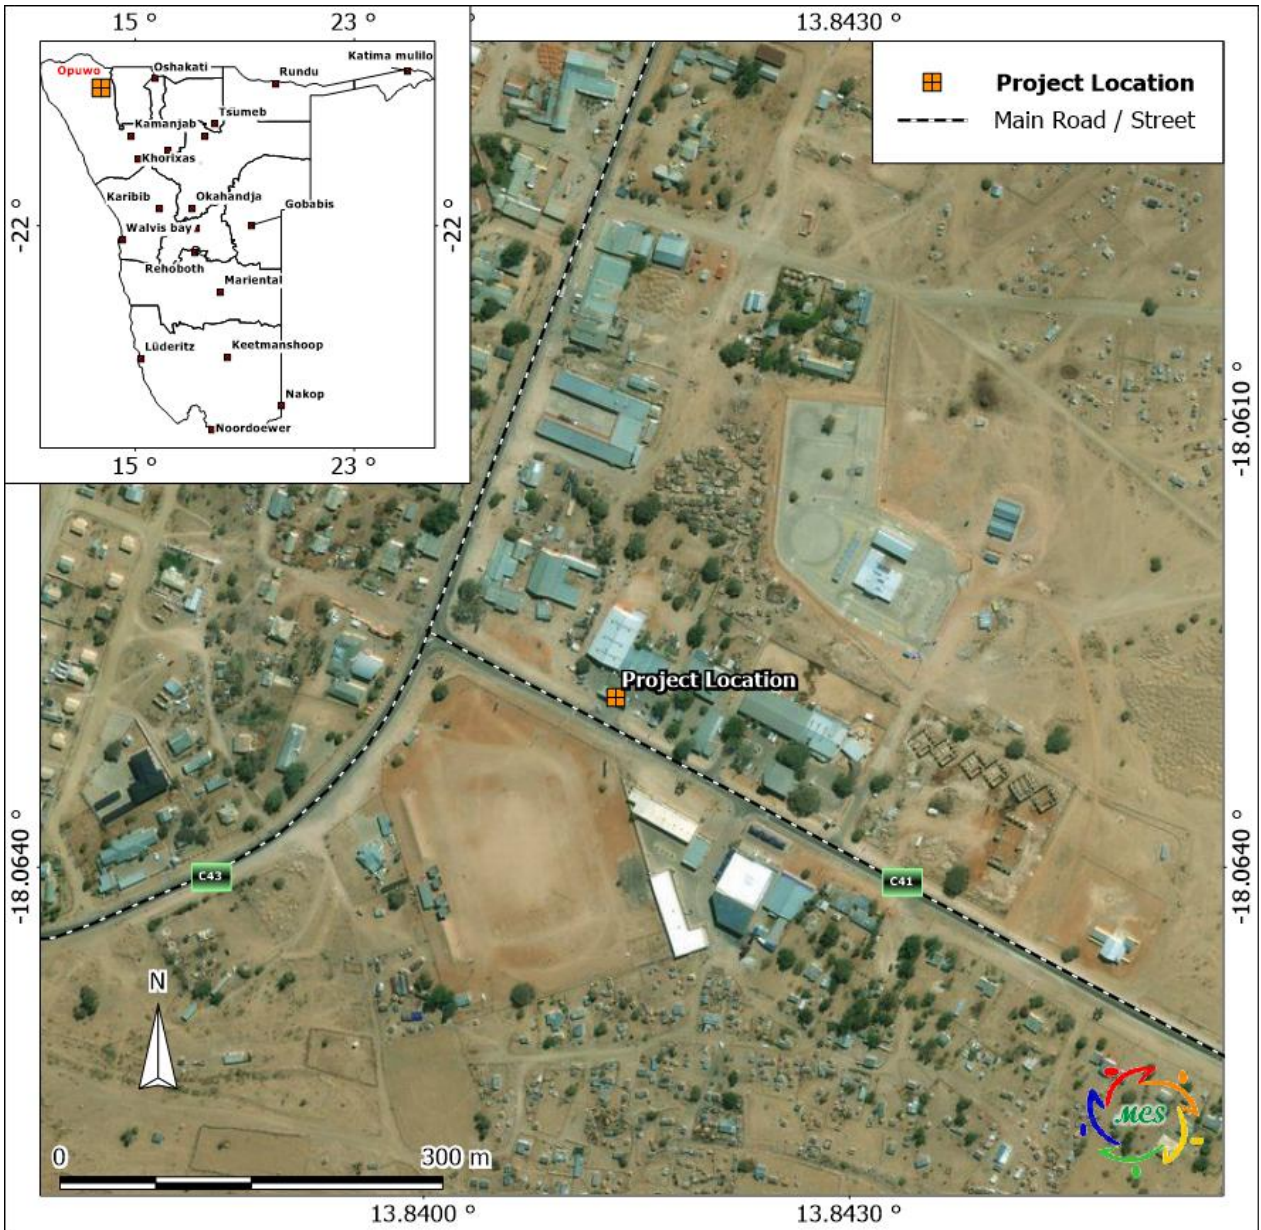 15 °
23 °
°
13.8430 °
Katima mulilo
Opuwo
Oshakati
Rundu
Tsumeb
Kamanjab
Khorixas
Karibib
Okahandja
Gobabis
Walvis bay
Rehoboth
Mariental
Lüderitz
Keetmanshoop
Nakop
Noordoewer
-22 °
-22 °
15 °
23 °
Project Location
Main Road / Street
-18.0610 °
Project Location
-18.0640 °
C43
C41
-18.0640 °
N
MCS
0
300 m
13.8400 °
13.8430 °